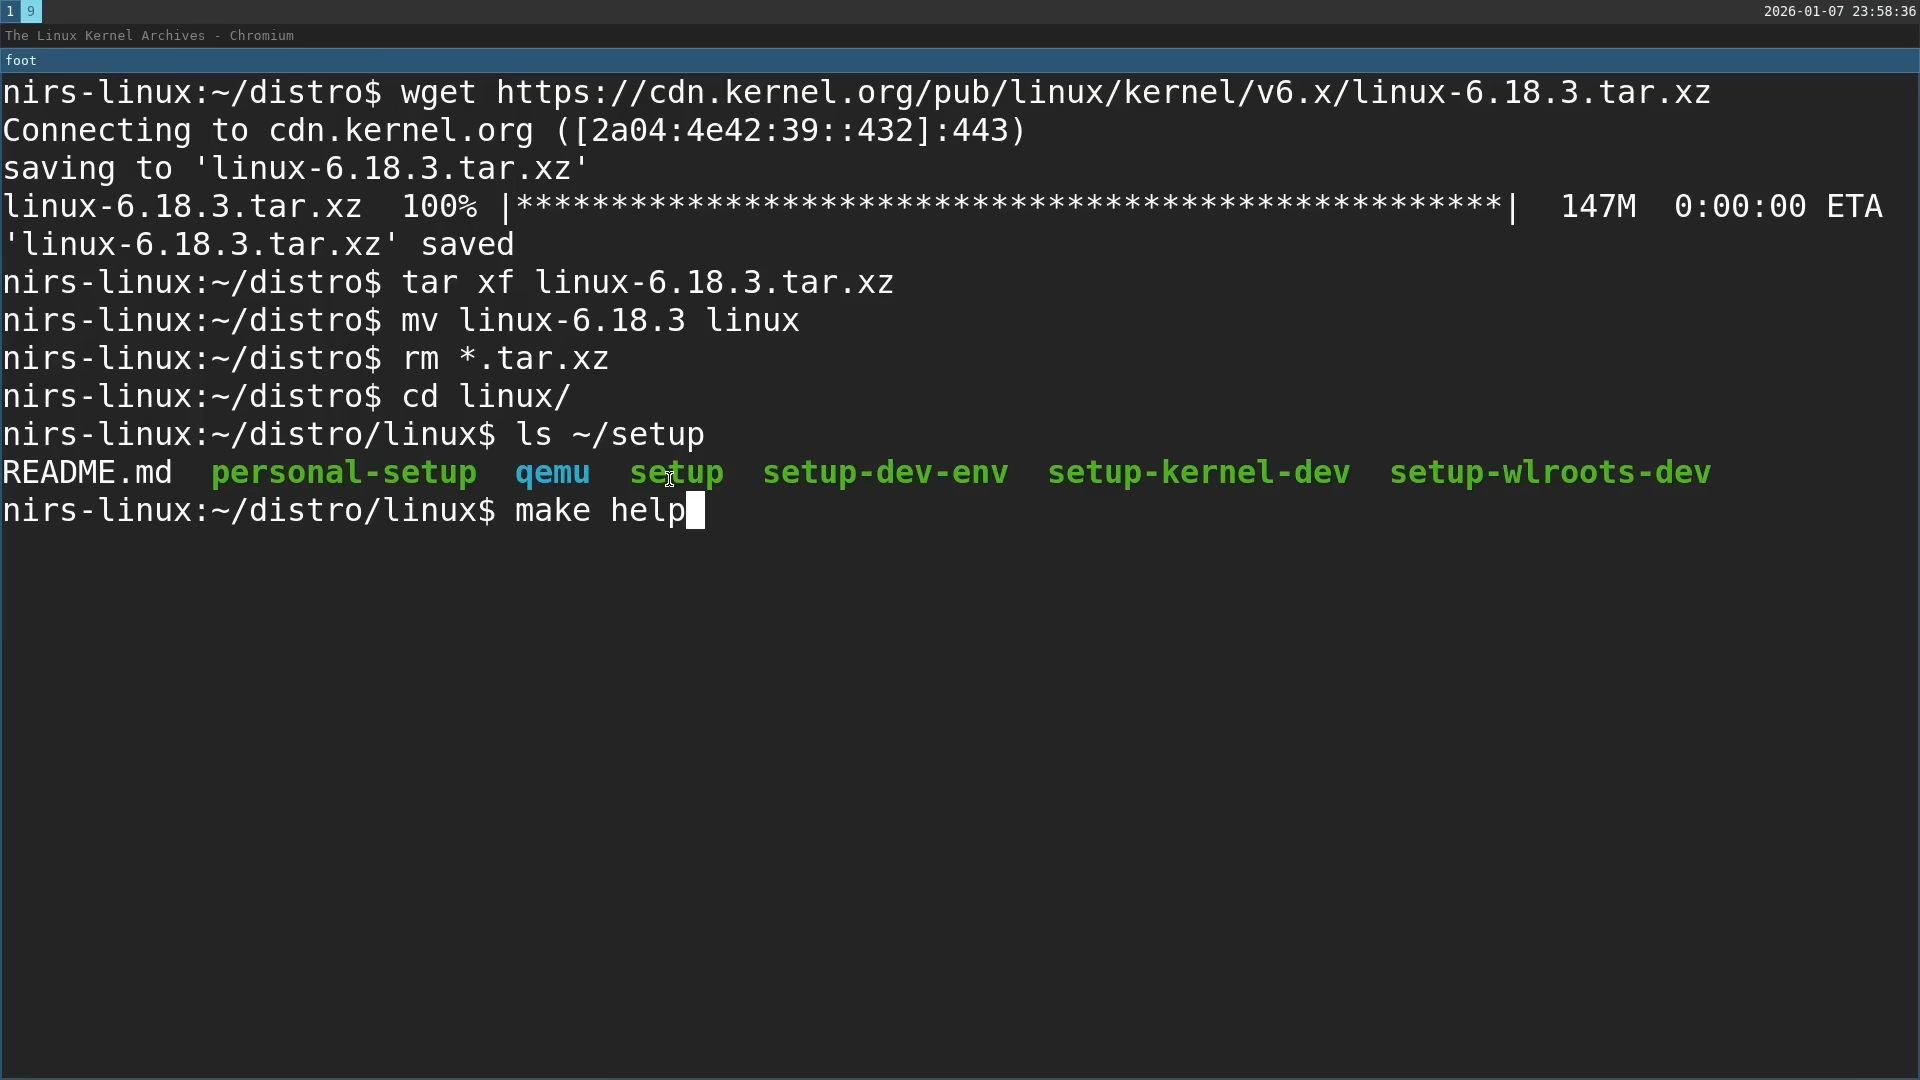 1 9 2026-01-07 23:58:36
The Linux Kernel Archives - Chromium
foot
nirs-linux:~/distro$ wget https://cdn.kernel.org/pub/linux/kernel/v6.x/linux-6.18.3.tar.xz
Connecting to cdn.kernel.org ([2a04:4e42:39::432]:443)
saving to 'linux-6.18.3.tar.xz'
linux-6.18.3.tar.xz  100% |****************************************************|  147M  0:00:00 ETA
'linux-6.18.3.tar.xz' saved
nirs-linux:~/distro$ tar xf linux-6.18.3.tar.xz
nirs-linux:~/distro$ mv linux-6.18.3 linux
nirs-linux:~/distro$ rm *.tar.xz
nirs-linux:~/distro$ cd linux/
nirs-linux:~/distro/linux$ ls ~/setup
README.md  personal-setup  qemu  setup  setup-dev-env  setup-kernel-dev  setup-wlroots-dev
nirs-linux:~/distro/linux$ make help